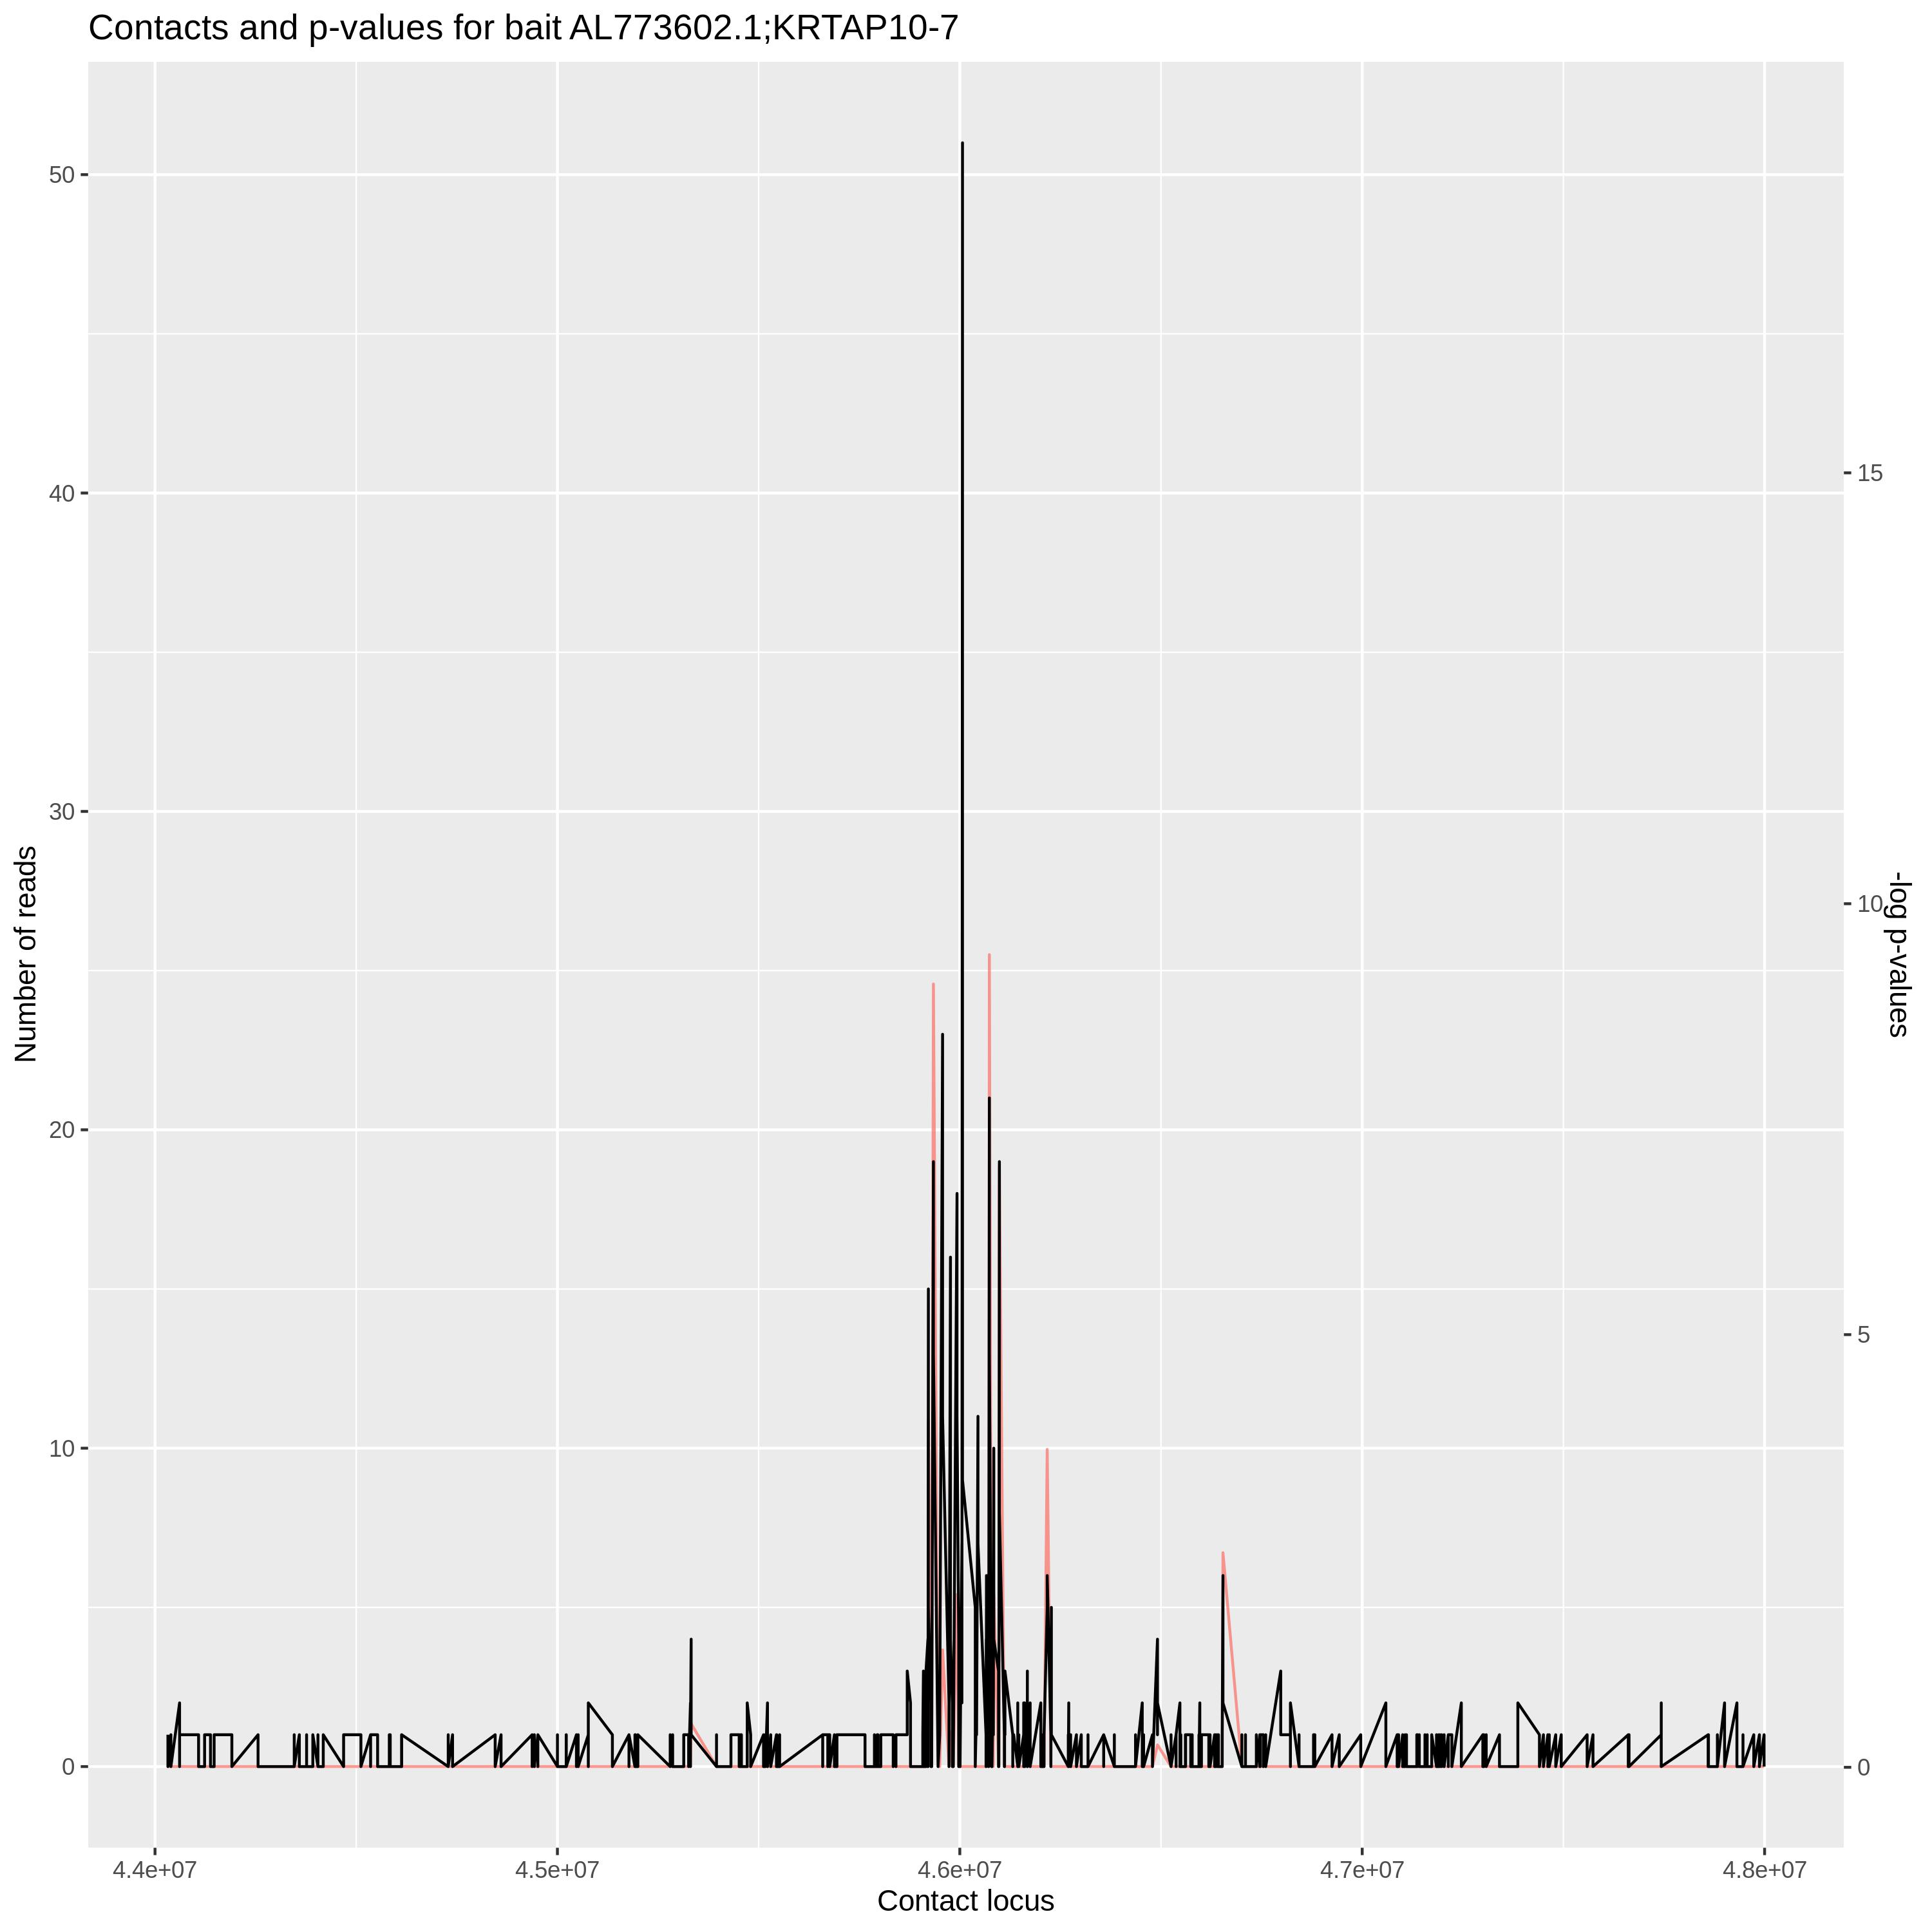 Contacts and p-values for bait AL773602.1;KRTAP10-7
50
40
30
20
10
0
Number of reads
15
10
5
0
-log p-values
4.4e+07 4.5e+07 4.6e+07 4.7e+07 4.8e+07
Contact locus